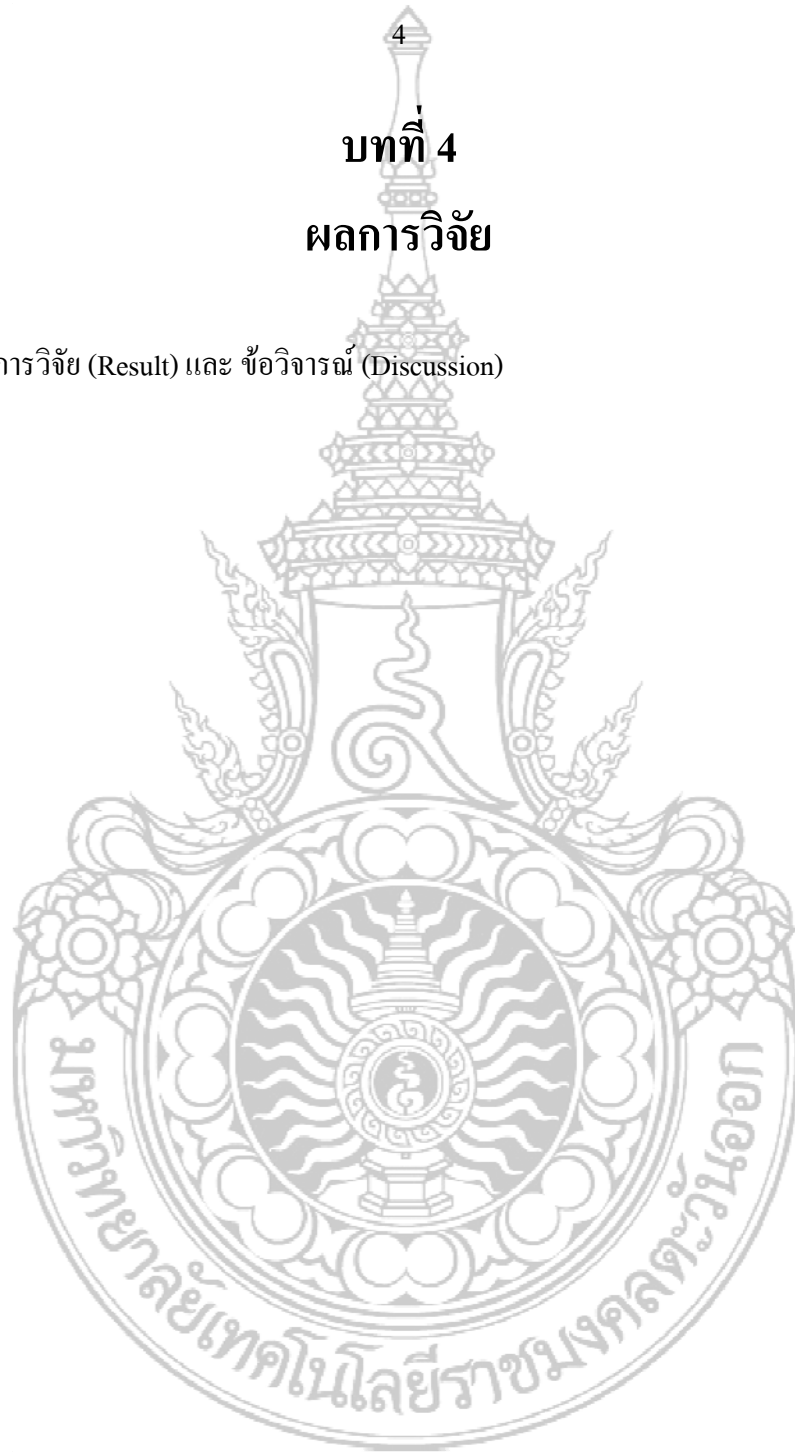 4
บทที่ 4
ผลการวิจัย
การวิจัย (Result) และ ข้อวิจารณ์ (Discussion)
มหาวิทยาลัยเทคโนโลยีราชมงคลตะวันออก